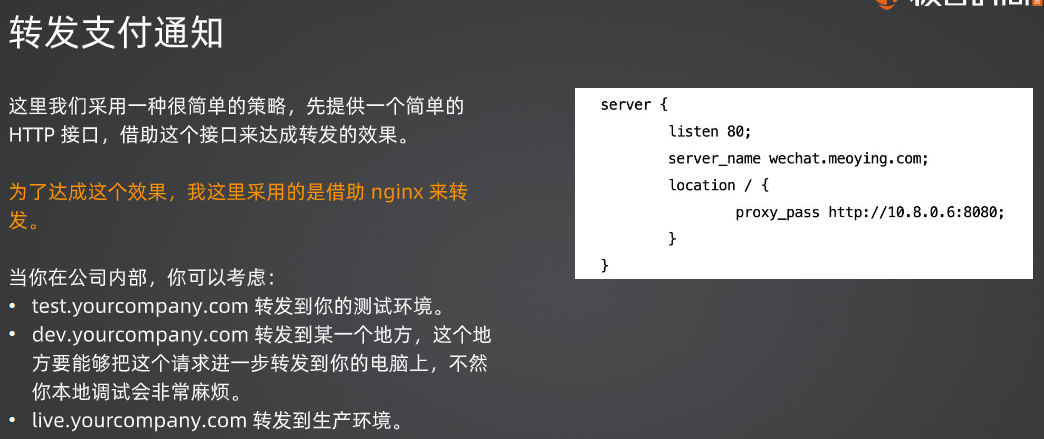 转发支付通知
这里我们采用一种很简单的策略，先提供一个简单的
HTTP 接口，借助这个接口来达成转发的效果。
为了达成这个效果，我这里采用的是借助 nginx 来转
发。
当你在公司内部，你可以考虑：
• test.yourcompany.com 转发到你的测试环境。
• dev.yourcompany.com 转发到某一个地方，这个地
方要能够把这个请求进一步转发到你的电脑上，不然
你本地调试会非常麻烦。
• live.yourcompany.com 转发到生产环境。
server {
listen 80;
server_name wechat.meoying.com;
location / {
proxy_pass http://10.8.0.6:8080;
}
}